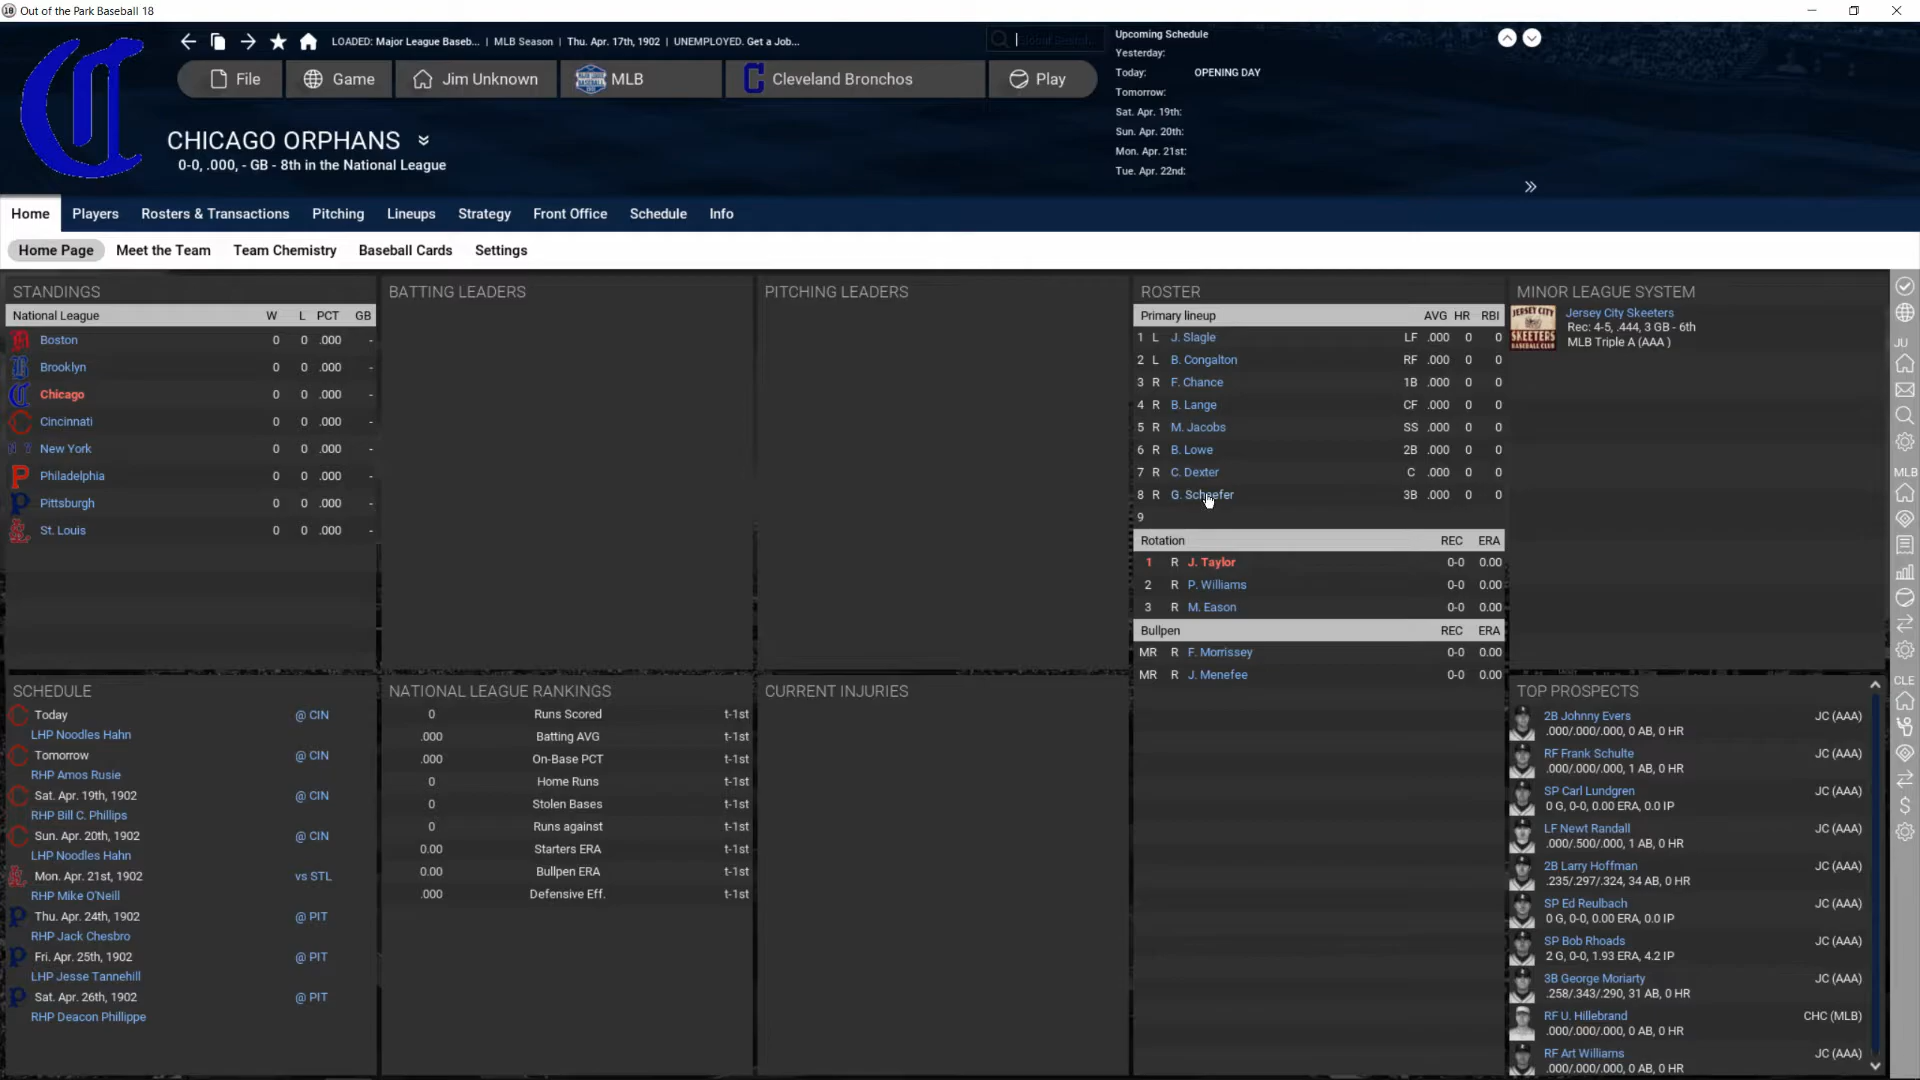 Out of the Park Baseball 18
LOADED: Major League Baseb... | MLB Season | Thu. Apr. 17th, 1902 | UNEMPLOYED. Get a Job...
File
Game
Jim Unknown
MLB
Cleveland Bronchos
Play
Upcoming Schedule
Yesterday:
Today: OPENING DAY
Tomorrow:
Sat. Apr. 19th:
Sun. Apr. 20th:
Mon. Apr. 21st:
Tue. Apr. 22nd:
CHICAGO ORPHANS
0-0, .000, - GB - 8th in the National League
Home Players Rosters & Transactions Pitching Lineups Strategy Front Office Schedule Info
Home Page Meet the Team Team Chemistry Baseball Cards Settings
STANDINGS
National League W L PCT GB
Boston 0 0 .000 -
Brooklyn 0 0 .000 -
Chicago 0 0 .000 -
Cincinnati 0 0 .000 -
New York 0 0 .000 -
Philadelphia 0 0 .000 -
Pittsburgh 0 0 .000 -
St. Louis 0 0 .000 -
BATTING LEADERS
PITCHING LEADERS
ROSTER
Primary lineup AVG HR RBI
1 L J. Slagle LF .000 0 0
2 L B. Congalton RF .000 0 0
3 R F. Chance 1B .000 0 0
4 R B. Lange CF .000 0 0
5 R M. Jacobs SS .000 0 0
6 R B. Lowe 2B .000 0 0
7 R C. Dexter C .000 0 0
8 R G. Schaefer 3B .000 0 0
9
Rotation REC ERA
1 R J. Taylor 0-0 0.00
2 R P. Williams 0-0 0.00
3 R M. Eason 0-0 0.00
Bullpen REC ERA
MR R F. Morrissey 0-0 0.00
MR R J. Menefee 0-0 0.00
MINOR LEAGUE SYSTEM
JERSEY CITY
SKEETERS
BASEBALL CLUB
Jersey City Skeeters
Rec: 4-5, .444, 3 GB - 6th
MLB Triple A (AAA )
SCHEDULE
Today @ CIN
LHP Noodles Hahn
Tomorrow @ CIN
RHP Amos Rusie
Sat. Apr. 19th, 1902 @ CIN
RHP Bill C. Phillips
Sun. Apr. 20th, 1902 @ CIN
LHP Noodles Hahn
Mon. Apr. 21st, 1902 vs STL
RHP Mike O'Neill
Thu. Apr. 24th, 1902 @ PIT
RHP Jack Chesbro
Fri. Apr. 25th, 1902 @ PIT
LHP Jesse Tannehill
Sat. Apr. 26th, 1902 @ PIT
RHP Deacon Phillippe
NATIONAL LEAGUE RANKINGS
0 Runs Scored t-1st
.000 Batting AVG t-1st
.000 On-Base PCT t-1st
0 Home Runs t-1st
0 Stolen Bases t-1st
0 Runs against t-1st
0.00 Starters ERA t-1st
0.00 Bullpen ERA t-1st
.000 Defensive Eff. t-1st
CURRENT INJURIES
TOP PROSPECTS
2B Johnny Evers JC (AAA)
.000/.000/.000, 0 AB, 0 HR
RF Frank Schulte JC (AAA)
.000/.000/.000, 1 AB, 0 HR
SP Carl Lundgren JC (AAA)
0 G, 0-0, 0.00 ERA, 0.0 IP
LF Newt Randall JC (AAA)
.000/.500/.000, 1 AB, 0 HR
2B Larry Hoffman JC (AAA)
.235/.297/.324, 34 AB, 0 HR
SP Ed Reulbach JC (AAA)
0 G, 0-0, 0.00 ERA, 0.0 IP
SP Bob Rhoads JC (AAA)
2 G, 0-0, 1.93 ERA, 4.2 IP
3B George Moriarty JC (AAA)
.258/.343/.290, 31 AB, 0 HR
RF U. Hillebrand CHC (MLB)
.000/.000/.000, 0 AB, 0 HR
RF Art Williams JC (AAA)
.000/.000/.000, 0 AB, 0 HR
JU
MLB
CLE